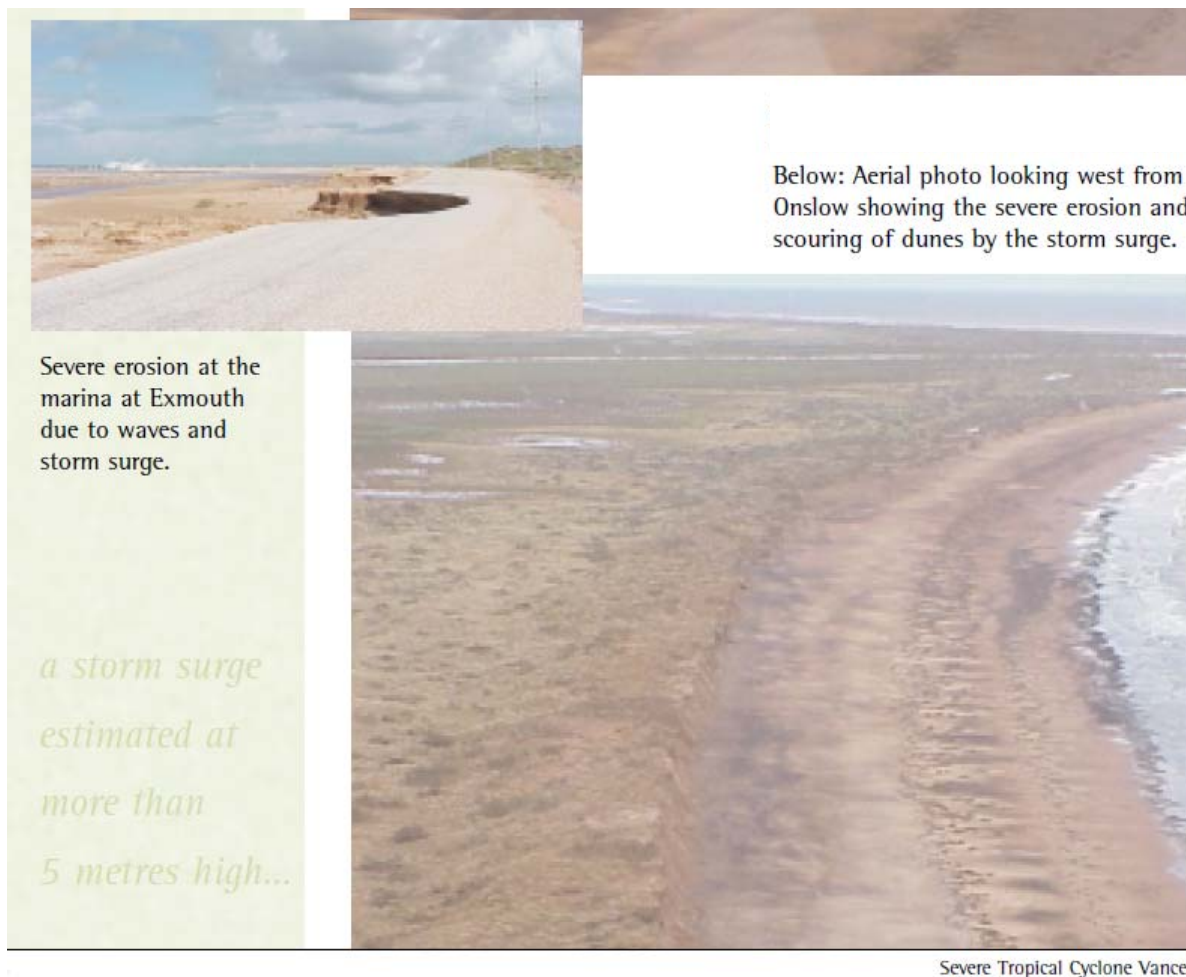 Below: Aerial photo looking west from
Onslow showing the severe erosion and
scouring of dunes by the storm surge.
Severe erosion at the
marina at Exmouth
due to waves and
storm surge.
a storm surge
estimated at
more than
5 metres high...
Severe Tropical Cyclone Vance